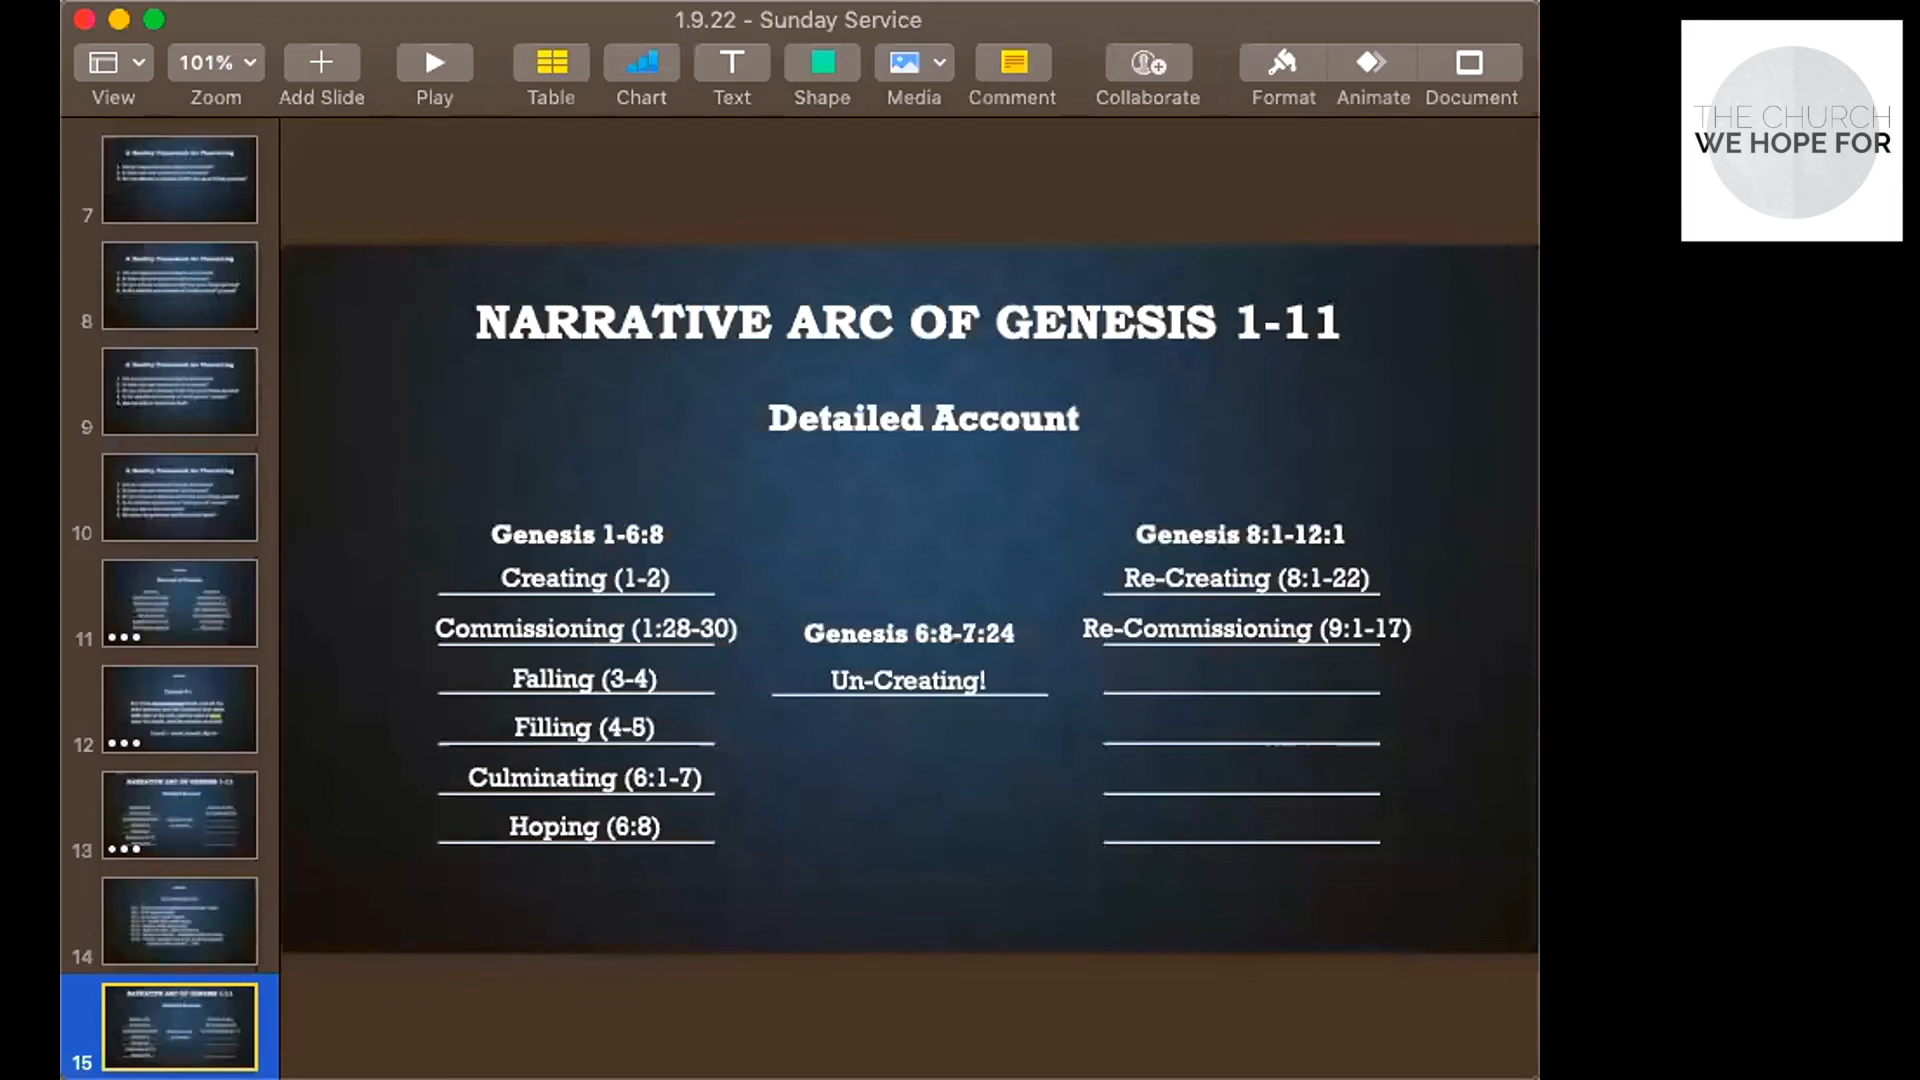 1.9.22 - Sunday Service
101%
View
Zoom
Add Slide
Play
Table
Chart
Text
Shape
Media
Comment
Collaborate
Format
Animate
Document
THE CHURCH
WE HOPE FOR
7
8
9
10
11
12
13
14
15
NARRATIVE ARC OF GENESIS 1-11
Detailed Account
Genesis 1-6:8
Creating (1-2)
Commissioning (1:28-30)
Falling (3-4)
Filling (4-5)
Culminating (6:1-7)
Hoping (6:8)
Genesis 6:8-7:24
Un-Creating!
Genesis 8:1-12:1
Re-Creating (8:1-22)
Re-Commissioning (9:1-17)